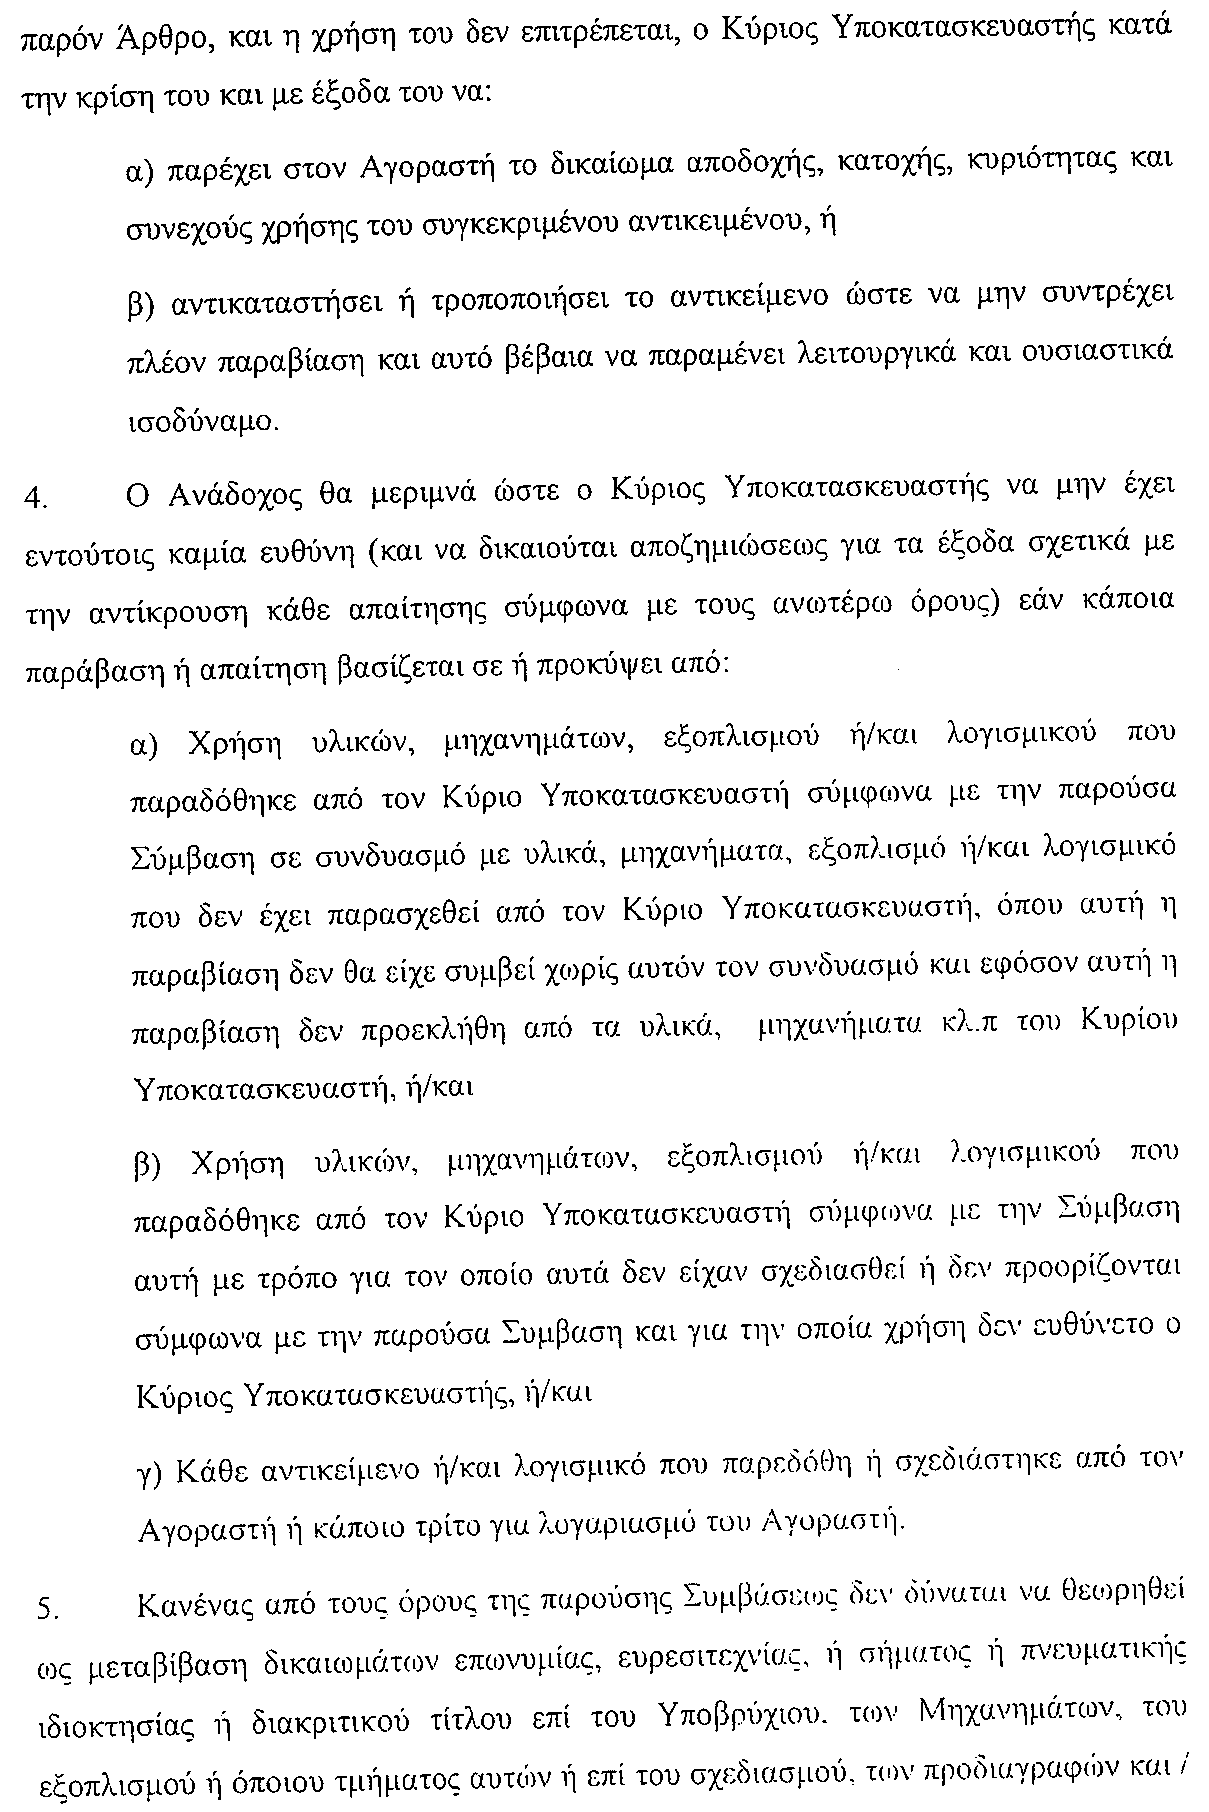 παρόν Άρθρο, και η χρήση του δεν επιτρέπεται, ο Κύριος Υποκατασκευαστής κατά
την κρίση του και με έξοδα του να:
α) παρέχει στον Αγοραστή το δικαίωμα αποδοχής, κατοχής, κυριότητας και
συνεχούς χρήσης του συγκεκριμένου αντικειμένου, ή
β) αντικαταστήσει ή τροποποιήσει το αντικείμενο ώστε να μην συντρέχει
πλέον παραβίαση και αυτό βέβαια να παραμένει λειτουργικά και ουσιαστικά
ισοδύναμο.
4. Ο Ανάδοχος θα μεριμνά ώστε ο Κύριος Υποκατασκευαστής να μην έχει
εντούτοις καμία ευθύνη (και να δικαιούται αποζημιώσεως για τα έξοδα σχετικά με
την αντίκρουση κάθε απαίτησης σύμφωνα με τους ανωτέρω όρους) εάν κάποια
παράβαση ή απαίτηση βασίζεται σε ή προκύψει από:
α) Χρήση υλικών, μηχανημάτων, εξοπλισμού ή/και λογισμικού που
παραδόθηκε από τον Κύριο Υποκατασκευαστή σύμφωνα με την παρούσα
Σύμβαση σε συνδυασμό με υλικά, μηχανήματα, εξοπλισμό ή/και λογισμικό
που δεν έχει παρασχεθεί από τον Κύριο Υποκατασκευαστή, όπου αυτή η
παραβίαση δεν θα είχε συμβεί χωρίς αυτόν τον συνδυασμό και εφόσον αυτή η
παραβίαση δεν προεκλήθη από τα υλικά, μηχανήματα κλ.π του Κυρίου
Υποκατασκευαστή, ή/και
β) Χρήση υλικών, μηχανημάτων, εξοπλισμού ή/και λογισμικού που
παραδόθηκε από τον Κύριο Υποκατασκευαστή σύμφωνα με την Σύμβαση
αυτή με τρόπο για τον οποίο αυτά δεν είχαν σχεδιασθεί ή δεν προορίζονται
σύμφωνα με την παρούσα Συμβαση και για την οποία χρήση δεν ευθύνετο ο
Κύριος Υποκατασκευαστής, ή/και
γ) Κάθε αντικείμενο ή/και λογισμικό που παρεδόθη ή σχεδιάστηκε από τον
Αγοραστή ή κάποιο τρίτο για λογαριασμό του Αγοραστή.
5. Κανένας από τους όρους της παρούσης Συμβάσεως δεν δύναται να θεωρηθεί
ως μεταβίβαση δικαιωμάτων επωνυμίας, ευρεσιτεχνίας, ή σήματος ή πνευματικής
ιδιοκτησίας ή διακριτικού τίτλου επί του Υποβρύχιου. των Μηχανημάτων, του
εξοπλισμού ή όποιου τμήματος αυτών ή επί του σχεδιασμού, των προδιαγραφών και /